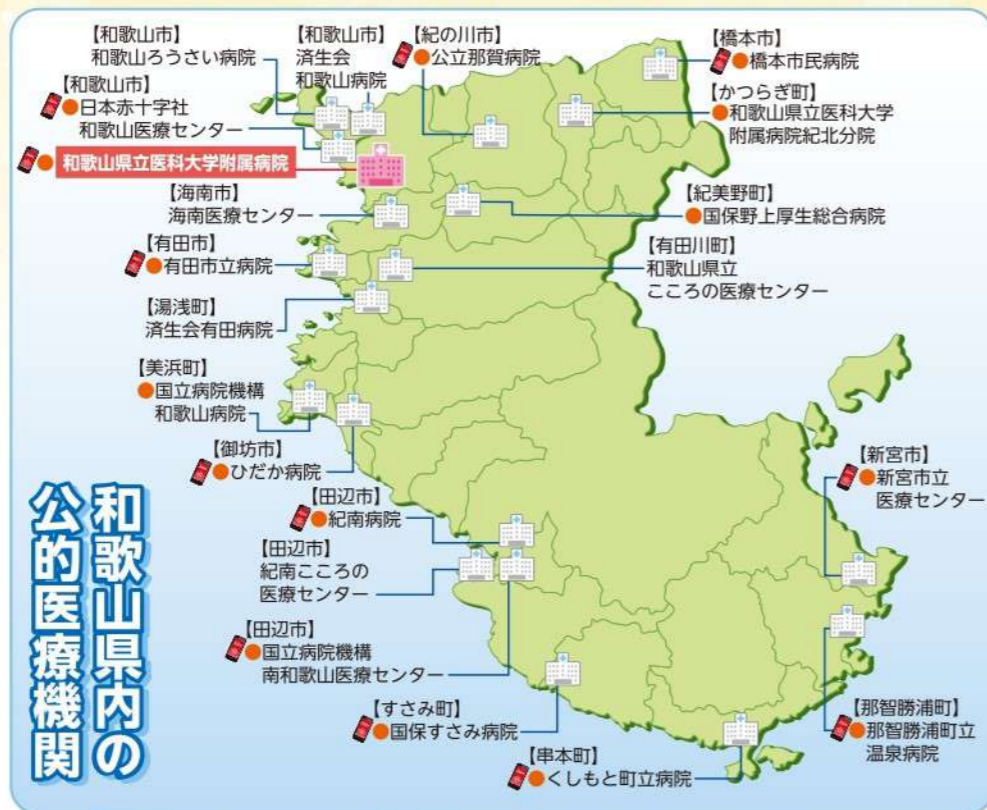 【和歌山市】
和歌山ろうさい病院
【和歌山市】
済生会
和歌山病院
【紀の川市】
●公立那賀病院
【橋本市】
●橋本市民病院
【和歌山市】
●日本赤十字社
和歌山医療センター
【かつらぎ町】
●和歌山県立医科大学
附属病院紀北分院
●和歌山県立医科大学附属病院
【海南市】
海南医療センター
【紀美野町】
●国保野上厚生総合病院
【有田市】
●有田市立病院
【有田川町】
和歌山県立
こころの医療センター
【湯浅町】
済生会有田病院
【美浜町】
●国立病院機構
和歌山病院
【御坊市】
●ひだか病院
【新宮市】
●新宮市立
医療センター
【田辺市】
●紀南病院
【田辺市】
紀南こころの
医療センター
【田辺市】
●国立病院機構
南和歌山医療センター
【すさみ町】
●国保すさみ病院
【那智勝浦町】
●那智勝浦町立
温泉病院
【串本町】
●くしもと町立病院
和歌山県内の
公的医療機関